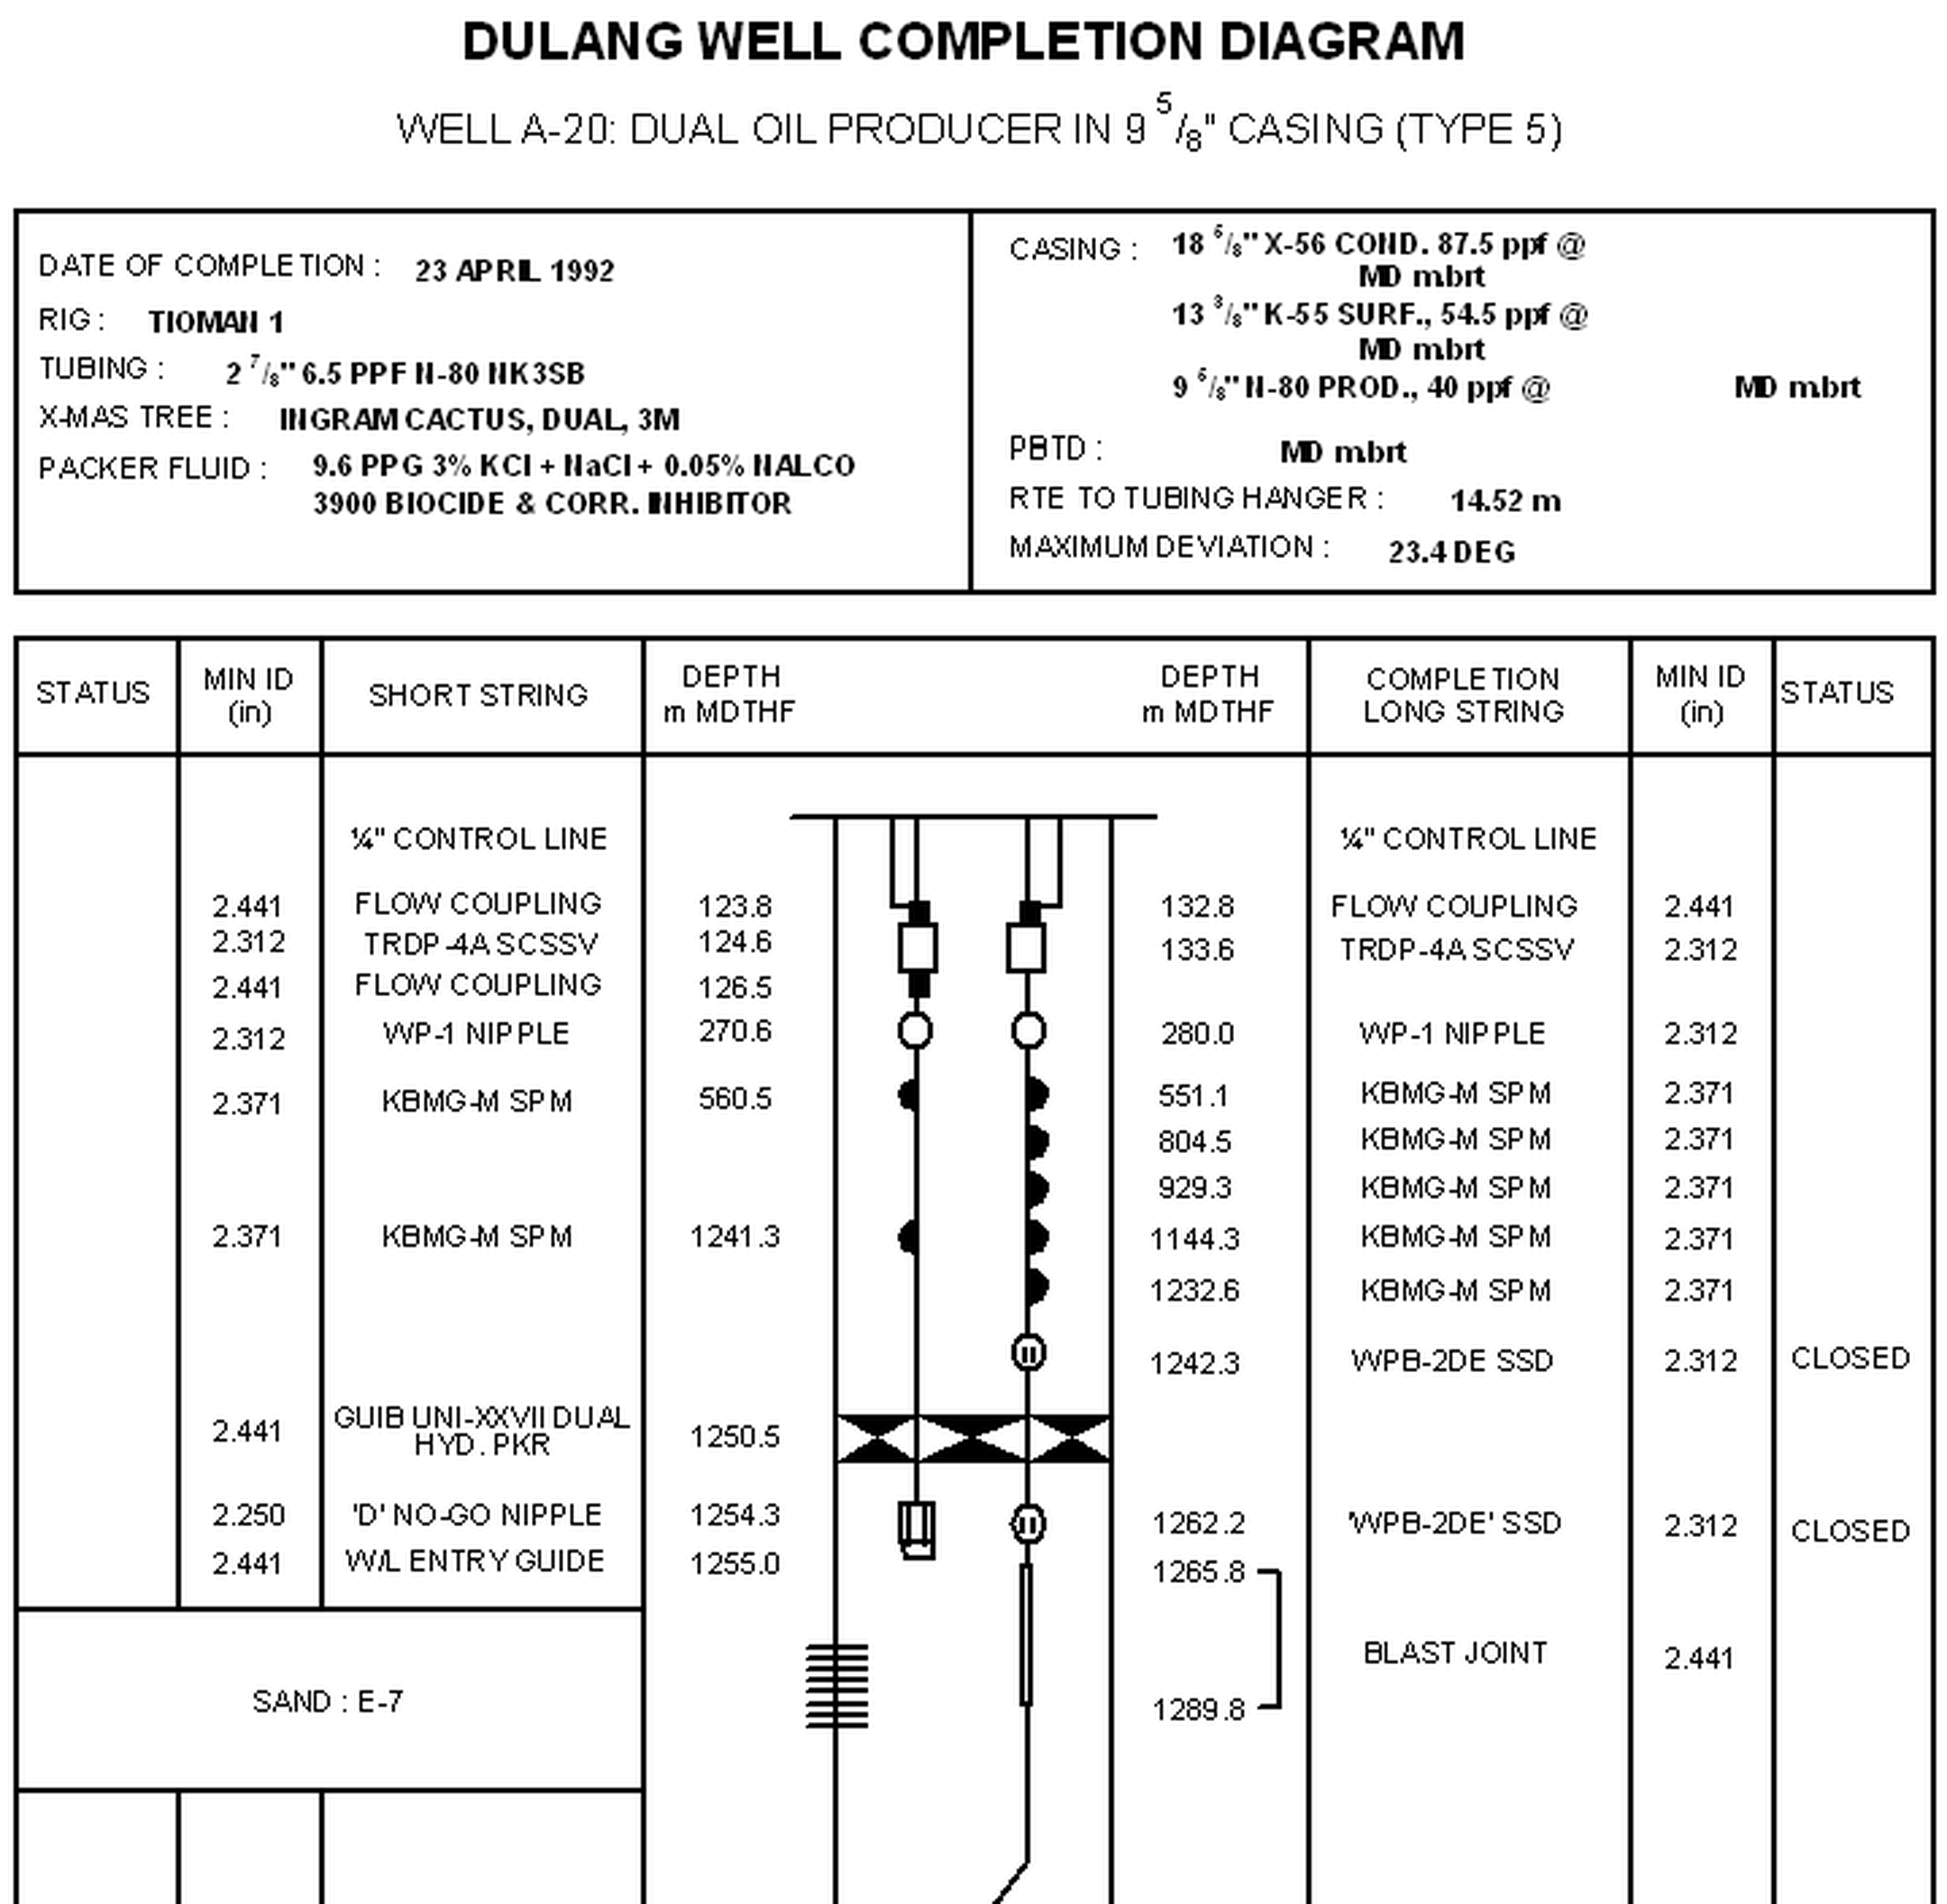 DULANG WELL COMPLETION DIAGRAM
WELL A-20: DUAL OIL PRODUCER IN 9 5/8" CASING (TYPE 5)
DATE OF COMPLETION : 23 APRIL 1992
RIG : TIOMAN 1
TUBING : 2 7/8" 6.5 PPF N-80 NK3SB
X-MAS TREE : INGRAM CACTUS, DUAL, 3M
PACKER FLUID : 9.6 PPG 3% KCl + NaCl + 0.05% NALCO
3900 BIOCIDE & CORR. INHIBITOR
CASING : 18 5/8" X-56 COND. 87.5 ppf @
MD m.brt
13 3/8" K-55 SURF., 54.5 ppf @
MD m.brt
9 5/8" N-80 PROD., 40 ppf @ MD m.brt
PBTD : MD m.brt
RTE TO TUBING HANGER : 14.52 m
MAXIMUM DEVIATION : 23.4 DEG
STATUS MIN ID (in) SHORT STRING DEPTH m MDTHF DEPTH m MDTHF COMPLETION LONG STRING MIN ID (in) STATUS
¼" CONTROL LINE ¼" CONTROL LINE
2.441 FLOW COUPLING 123.8 132.8 FLOW COUPLING 2.441
2.312 TRDP-4A SCSSV 124.6 133.6 TRDP-4A SCSSV 2.312
2.441 FLOW COUPLING 126.5
2.312 WP-1 NIPPLE 270.6 280.0 WP-1 NIPPLE 2.312
2.371 KBMG-M SPM 560.5 551.1 KBMG-M SPM 2.371
804.5 KBMG-M SPM 2.371
929.3 KBMG-M SPM 2.371
2.371 KBMG-M SPM 1241.3 1144.3 KBMG-M SPM 2.371
1232.6 KBMG-M SPM 2.371
1242.3 WPB-2DE SSD 2.312 CLOSED
2.441 GUIB UNI-XXVII DUAL HYD. PKR 1250.5
2.250 'D' NO-GO NIPPLE 1254.3 1262.2 'WPB-2DE' SSD 2.312 CLOSED
2.441 W/L ENTRY GUIDE 1255.0 1265.8
BLAST JOINT 2.441
SAND : E-7 1289.8